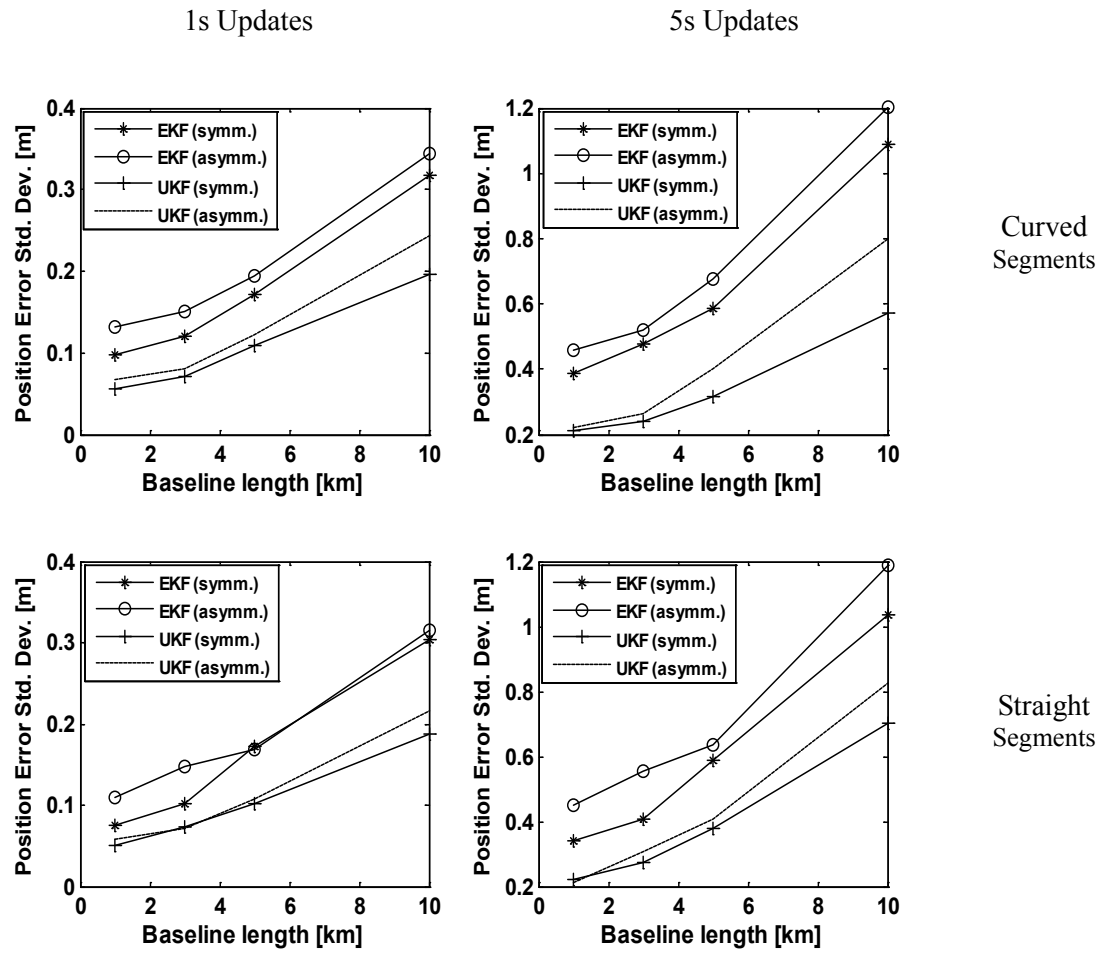 1s Updates
5s Updates
0.4
0.3
0.2
0.1
0
Position Error Std. Dev. [m]
EKF (symm.)
EKF (asymm.)
UKF (symm.)
UKF (asymm.)
0 2 4 6 8 10
Baseline length [km]
1.2
1
0.8
0.6
0.4
0.2
Position Error Std. Dev. [m]
EKF (symm.)
EKF (asymm.)
UKF (symm.)
UKF (asymm.)
0 2 4 6 8 10
Baseline length [km]
Curved
Segments
0.4
0.3
0.2
0.1
0
Position Error Std. Dev. [m]
EKF (symm.)
EKF (asymm.)
UKF (symm.)
UKF (asymm.)
0 2 4 6 8 10
Baseline length [km]
1.2
1
0.8
0.6
0.4
0.2
Position Error Std. Dev. [m]
EKF (symm.)
EKF (asymm.)
UKF (symm.)
UKF (asymm.)
0 2 4 6 8 10
Baseline length [km]
Straight
Segments